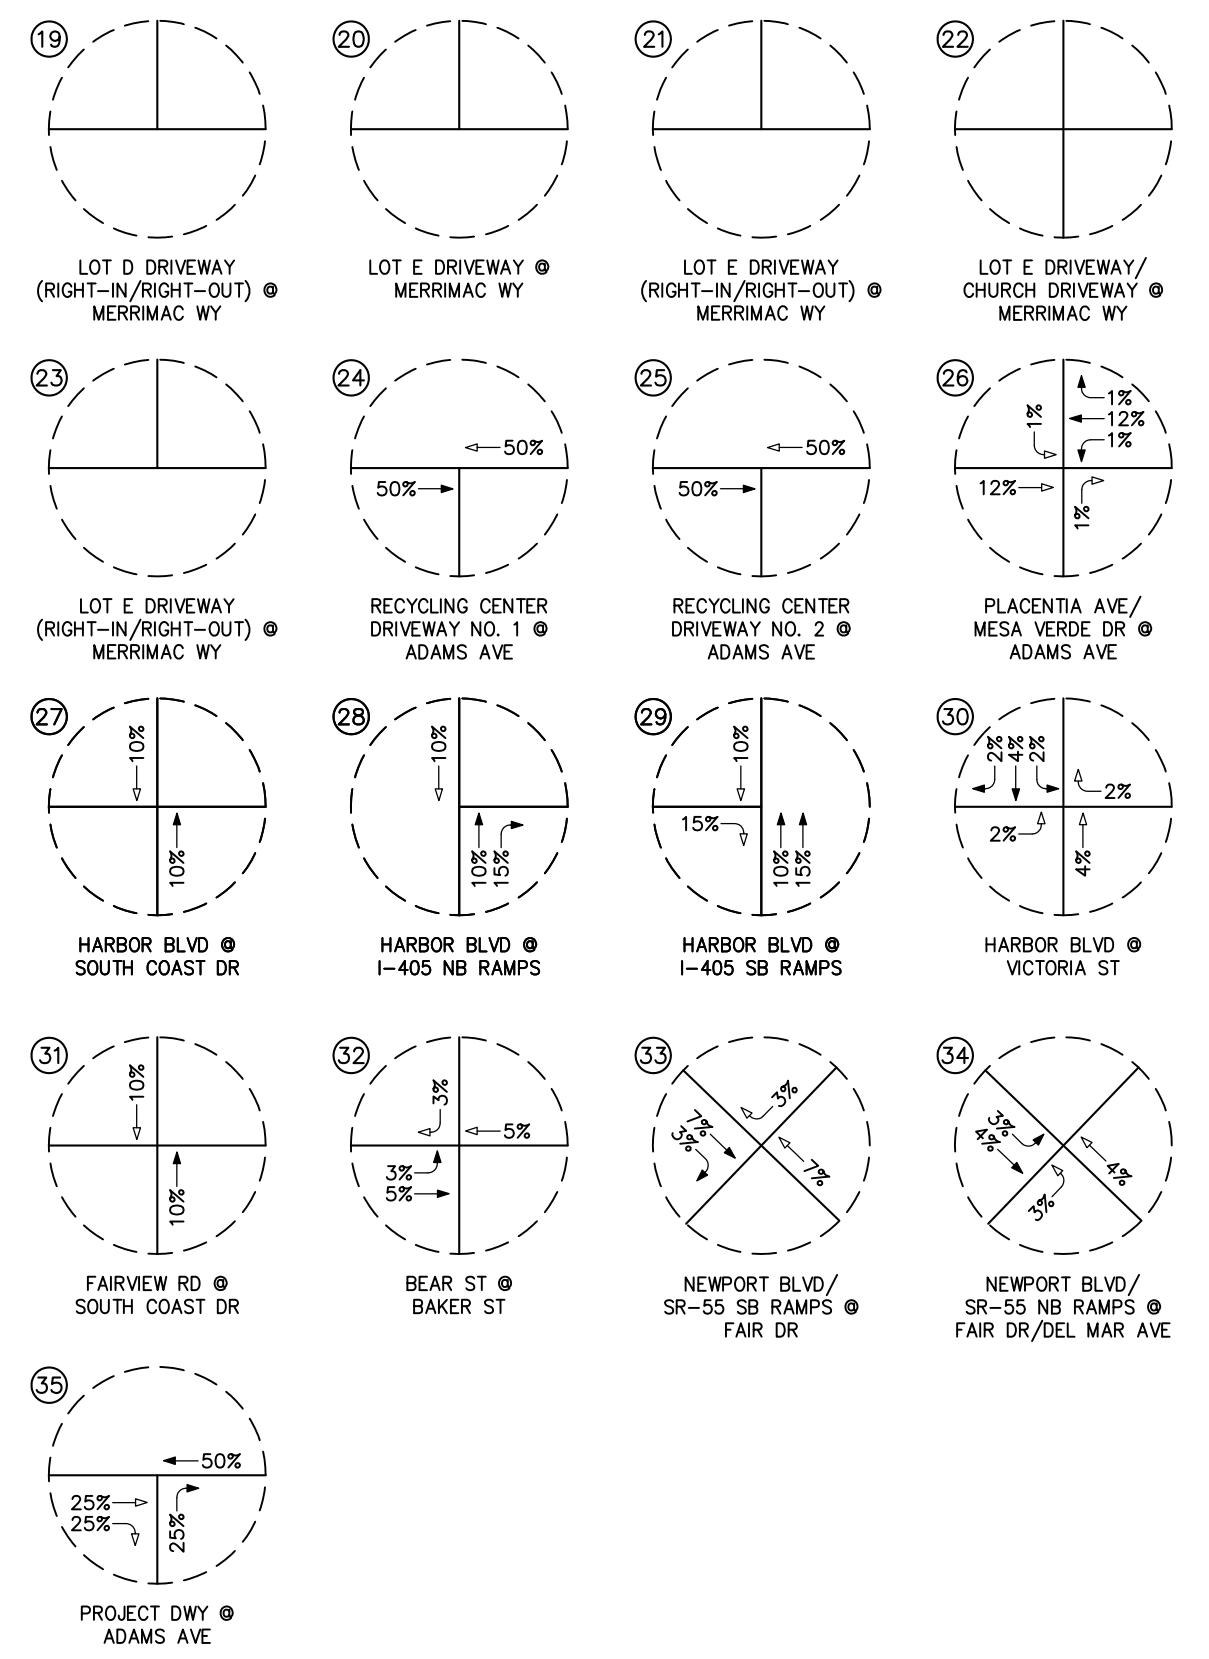 19
LOT D DRIVEWAY
(RIGHT-IN/RIGHT-OUT) @
MERRIMAC WY
20
LOT E DRIVEWAY @
MERRIMAC WY
21
LOT E DRIVEWAY
(RIGHT-IN/RIGHT-OUT) @
MERRIMAC WY
22
LOT E DRIVEWAY/
CHURCH DRIVEWAY @
MERRIMAC WY
23
LOT E DRIVEWAY
(RIGHT-IN/RIGHT-OUT) @
MERRIMAC WY
24
50%
50%
RECYCLING CENTER
DRIVEWAY NO. 1 @
ADAMS AVE
25
50%
50%
RECYCLING CENTER
DRIVEWAY NO. 2 @
ADAMS AVE
26
1%
1%
12%
1%
12%
1%
PLACENTIA AVE/
MESA VERDE DR @
ADAMS AVE
27
10%
10%
HARBOR BLVD @
SOUTH COAST DR
28
10%
10%
15%
HARBOR BLVD @
I-405 NB RAMPS
29
10%
15%
10%
15%
HARBOR BLVD @
I-405 SB RAMPS
30
2%
4%
2%
2%
2%
4%
HARBOR BLVD @
VICTORIA ST
31
10%
10%
FAIRVIEW RD @
SOUTH COAST DR
32
3%
5%
3%
5%
BEAR ST @
BAKER ST
33
3%
7%
3%
7%
NEWPORT BLVD/
SR-55 SB RAMPS @
FAIR DR
34
3%
4%
4%
3%
NEWPORT BLVD/
SR-55 NB RAMPS @
FAIR DR/DEL MAR AVE
35
50%
25%
25%
25%
PROJECT DWY @
ADAMS AVE